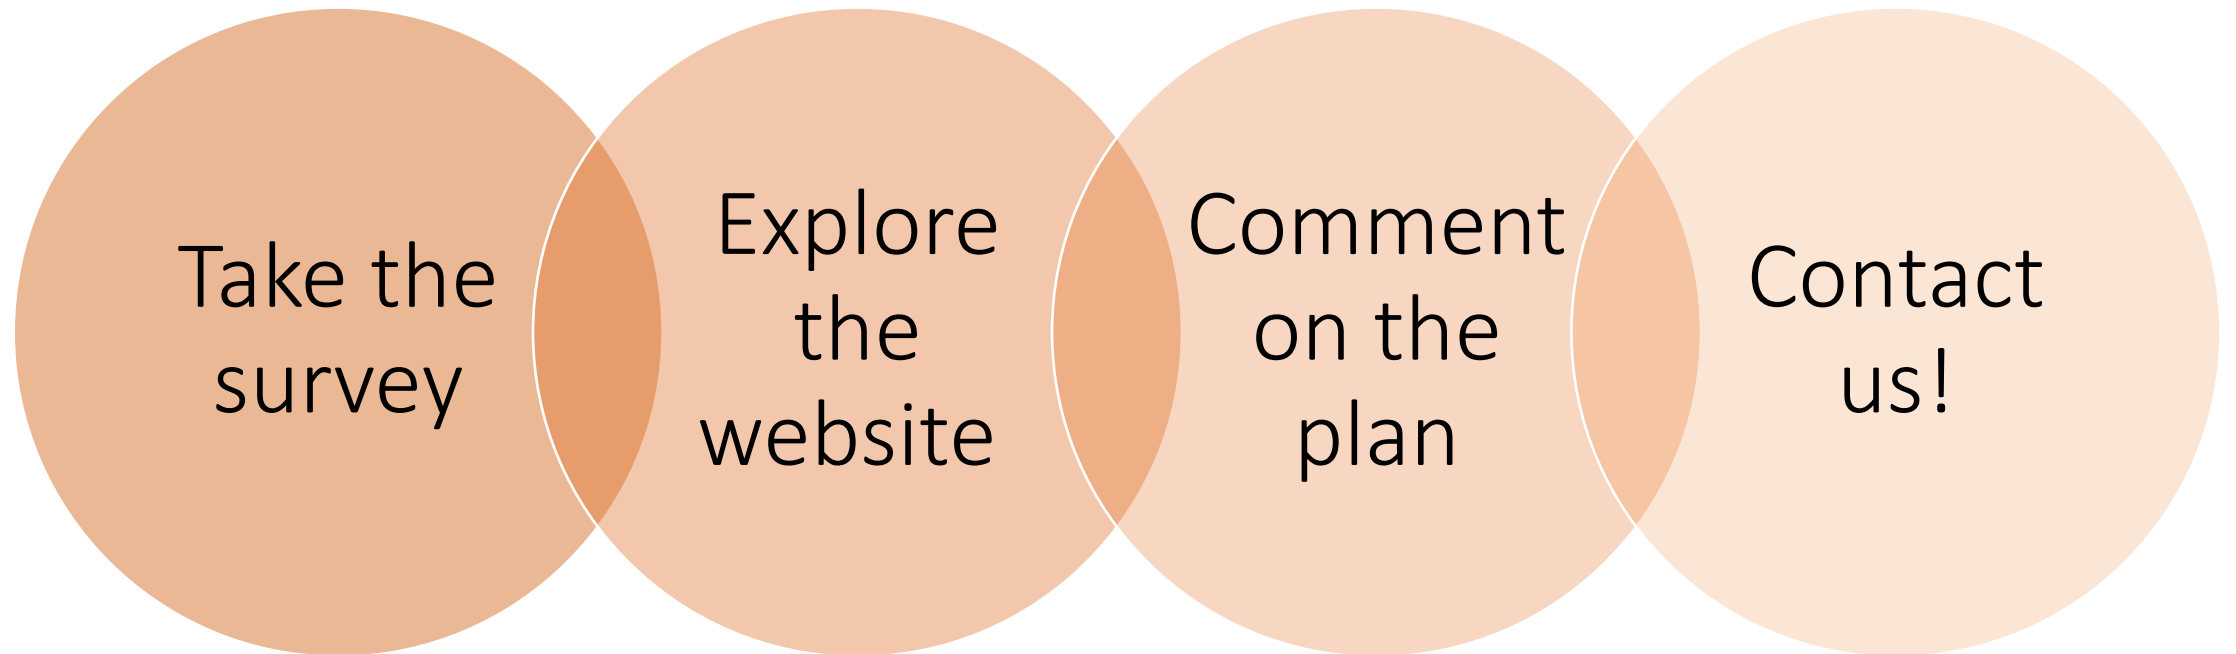 Take the
survey
Explore
the
website
Comment
on the
plan
Contact
us!